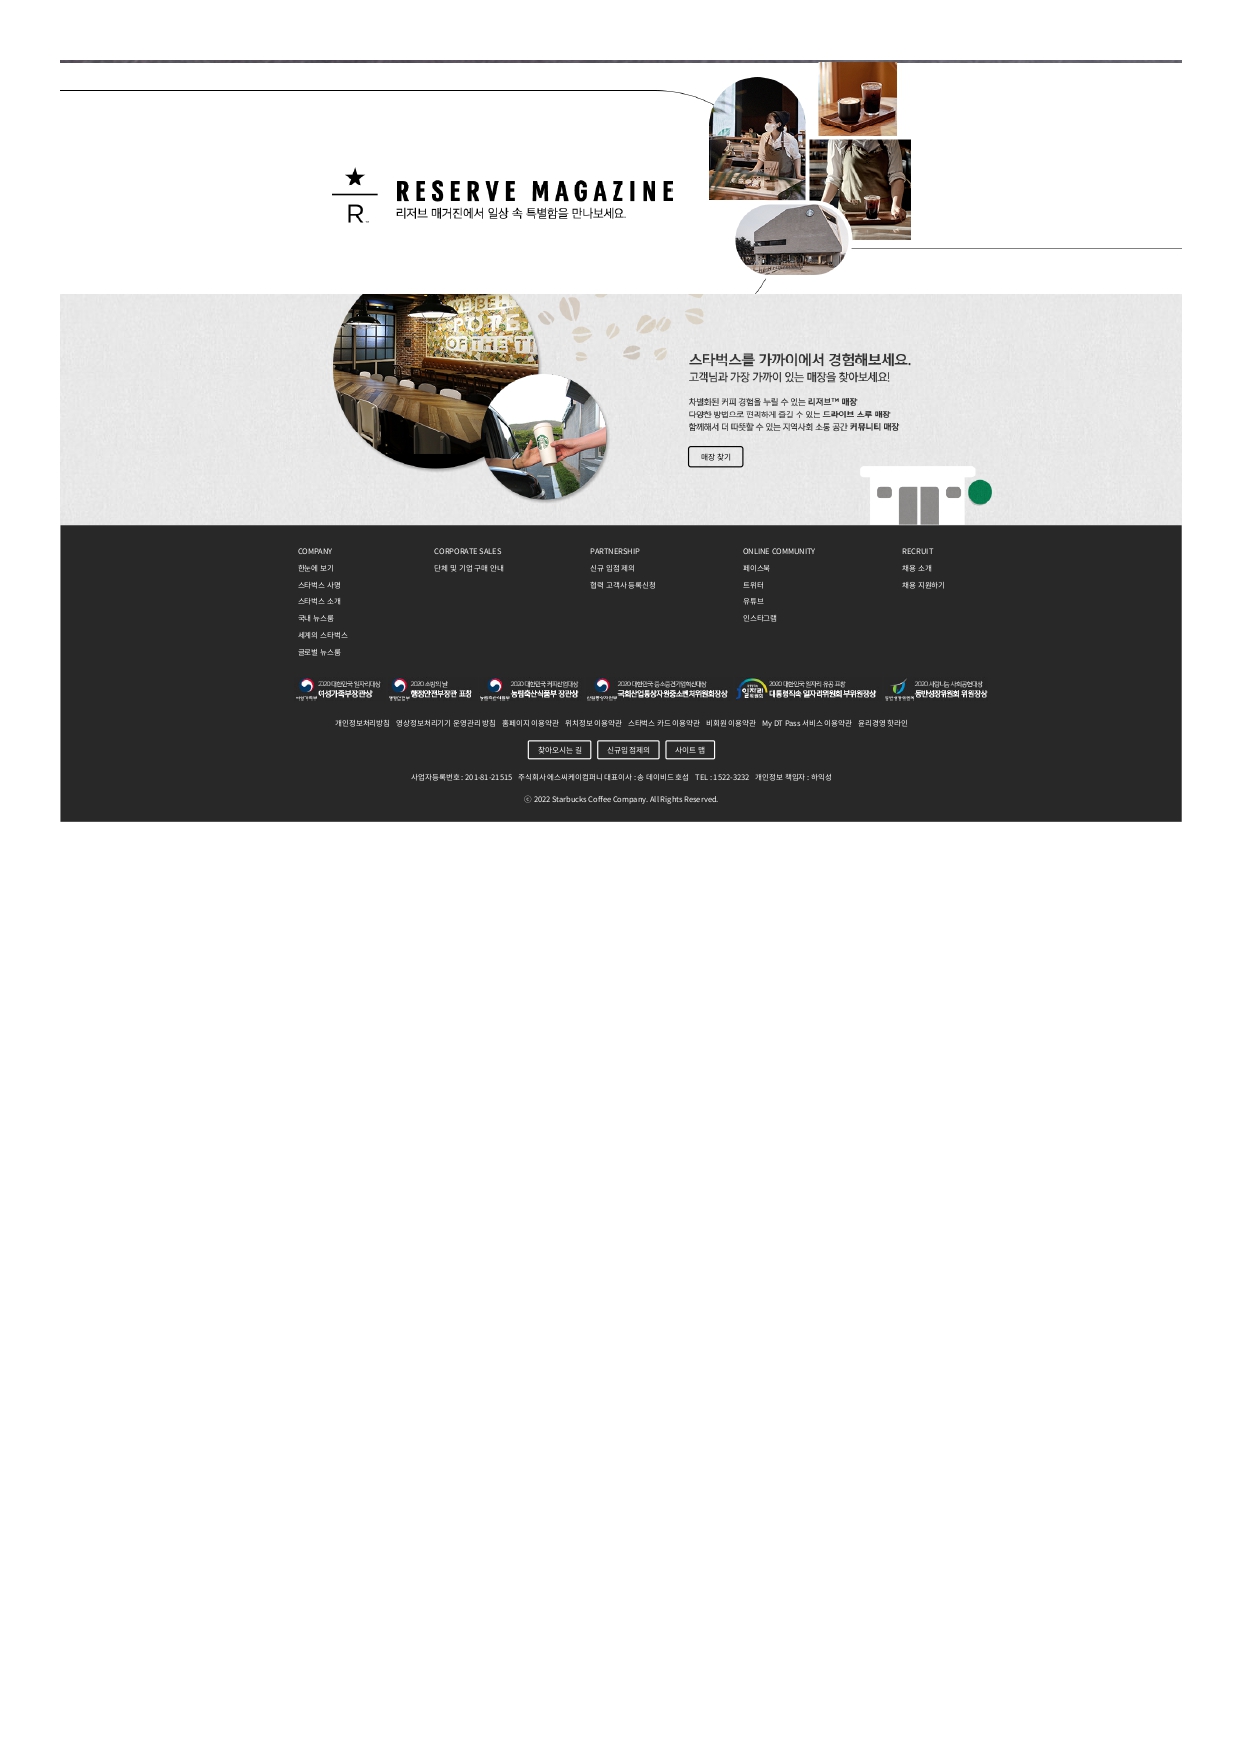 RESERVE MAGAZINE
리저브 매거진에서 일상 속 특별함을 만나보세요.
R™
스타벅스를 가까이에서 경험해보세요.
고객님과 가장 가까이 있는 매장을 찾아보세요!
차별화된 커피 경험을 누릴 수 있는 리저브™ 매장
다양한 방법으로 편리하게 즐길 수 있는 드라이브 스루 매장
함께해서 더 따뜻할 수 있는 지역사회 소통 공간 커뮤니티 매장
매장 찾기
COMPANY
한눈에 보기
스타벅스 사명
스타벅스 소개
국내 뉴스룸
세계의 스타벅스
글로벌 뉴스룸
CORPORATE SALES
단체 및 기업 구매 안내
PARTNERSHIP
신규 입점 제의
협력 고객사 등록신청
ONLINE COMMUNITY
페이스북
트위터
유튜브
인스타그램
RECRUIT
채용 소개
채용 지원하기
2020 대한민국 일자리대상
여성가족부장관상
2020 소방의 날
행정안전부장관 표창
2020 대한민국 커피산업대상
농림축산식품부 장관상
2020 대한민국 중소중견기업혁신대상
국회산업통상자원중소벤처위원회장상
2020 대한민국 일자리 유공 표창
대통령직속 일자리위원회 부위원장상
2020 사랑나눔 사회공헌대상
동반성장위원회 위원장상
개인정보처리방침 영상정보처리기기 운영관리 방침 홈페이지 이용약관 위치정보 이용약관 스타벅스 카드 이용약관 비회원 이용약관 My DT Pass 서비스 이용약관 윤리경영 핫라인
찾아오시는 길 신규입점제의 사이트 맵
사업자등록번호 : 201-81-21515 주식회사 에스씨케이컴퍼니 대표이사 : 송 데이비드 호섭 TEL : 1522-3232 개인정보 책임자 : 하익성
ⓒ 2022 Starbucks Coffee Company. All Rights Reserved.